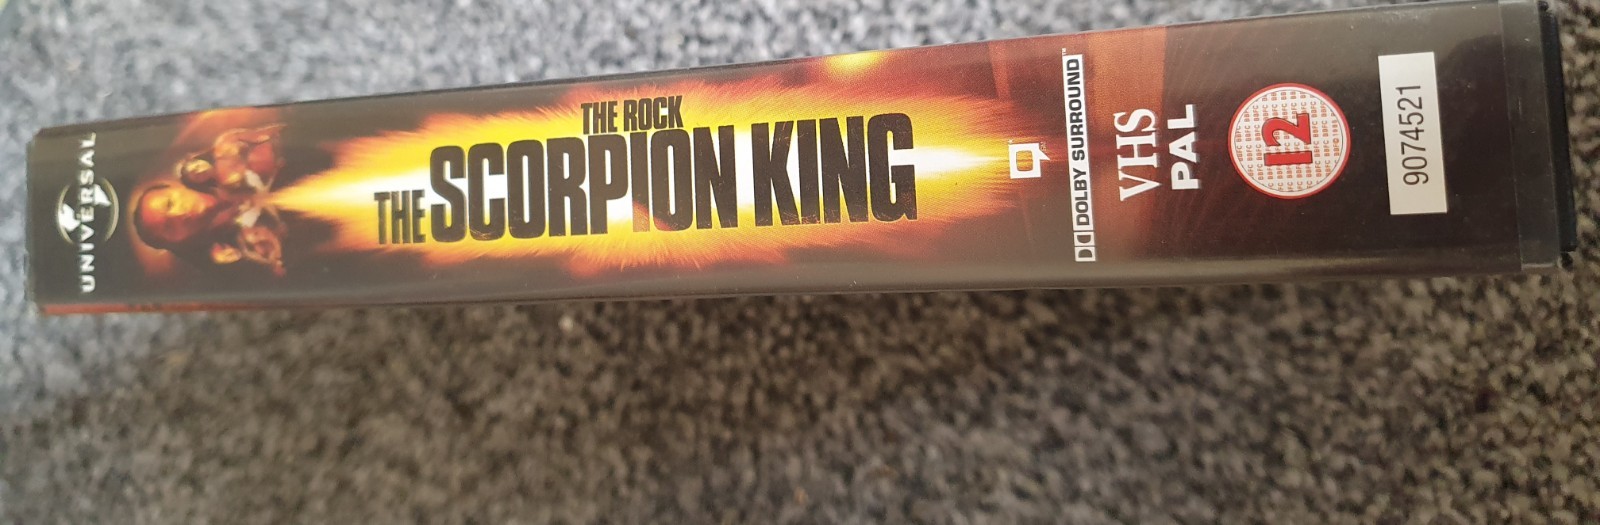 UNIVERSAL
THE ROCK
THE SCORPION KING
DOLBY SURROUND
VHS
PAL
12
9074521